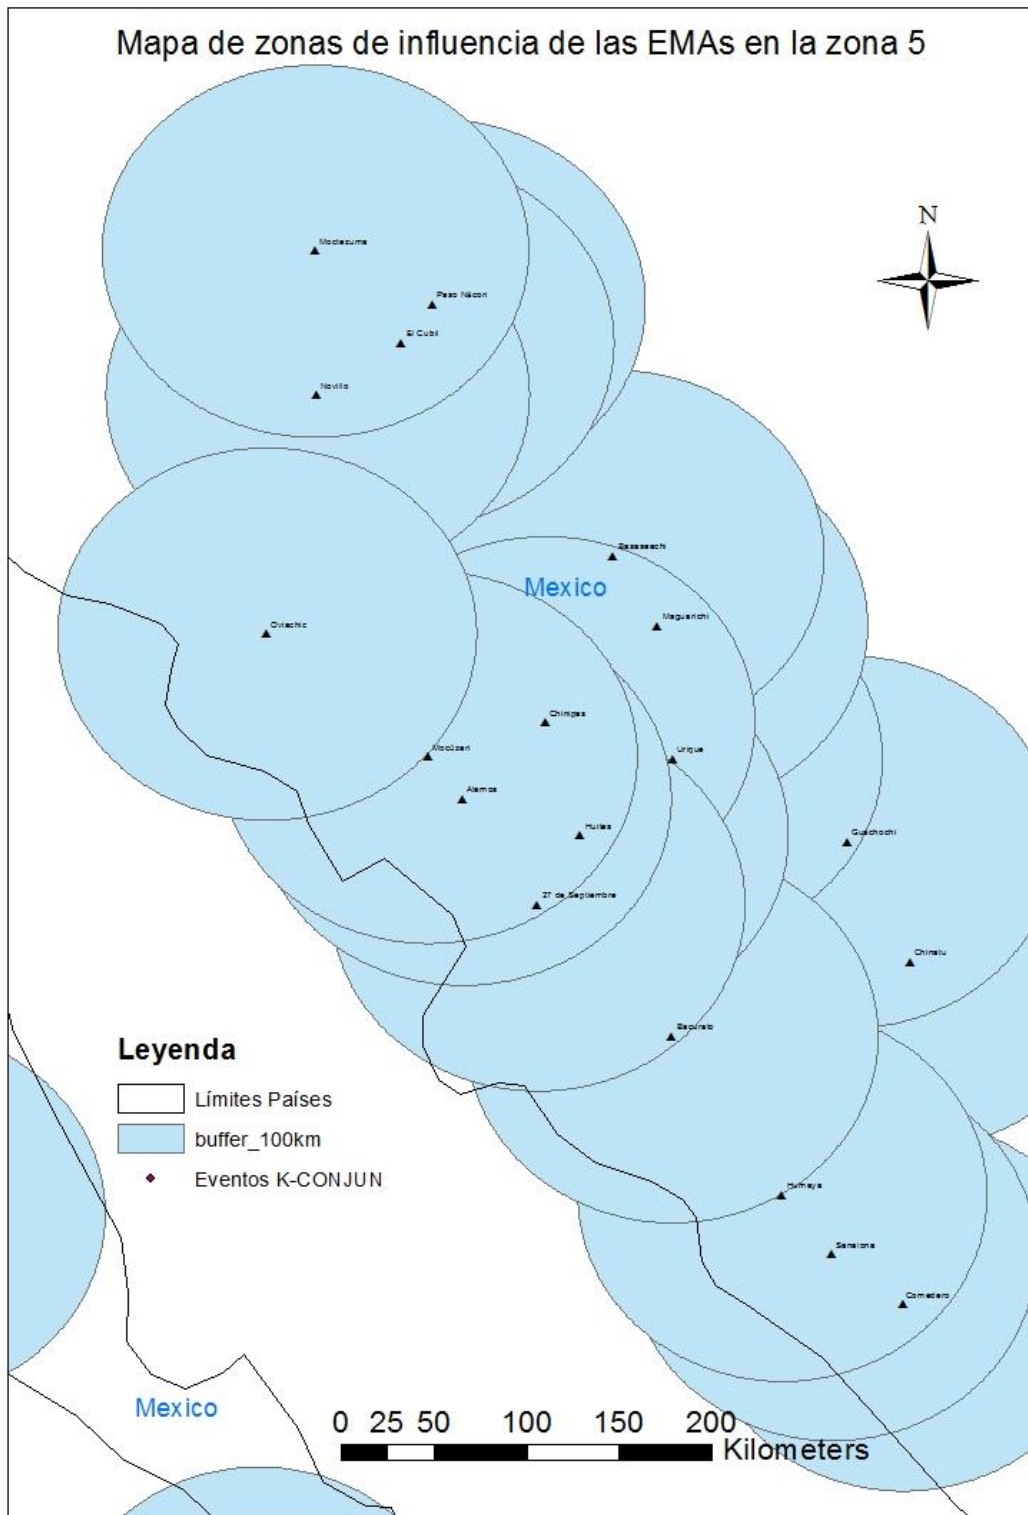 Mapa de zonas de influencia de las EMAs en la zona 5
N
Moctezuma
Paso Nácori
El Cubil
Novillo
Basaseachi
Mexico
Maguarichi
Oviachic
Chinipas
Mocúzari
Urique
Alamos
Huites
Guachochi
27 de Septiembre
Chinatu
Bacurato
Leyenda
Límites Países
buffer_100km
Eventos K-CONJUN
Humaya
Sanalona
Comedero
Mexico
0 25 50 100 150 200
Kilometers